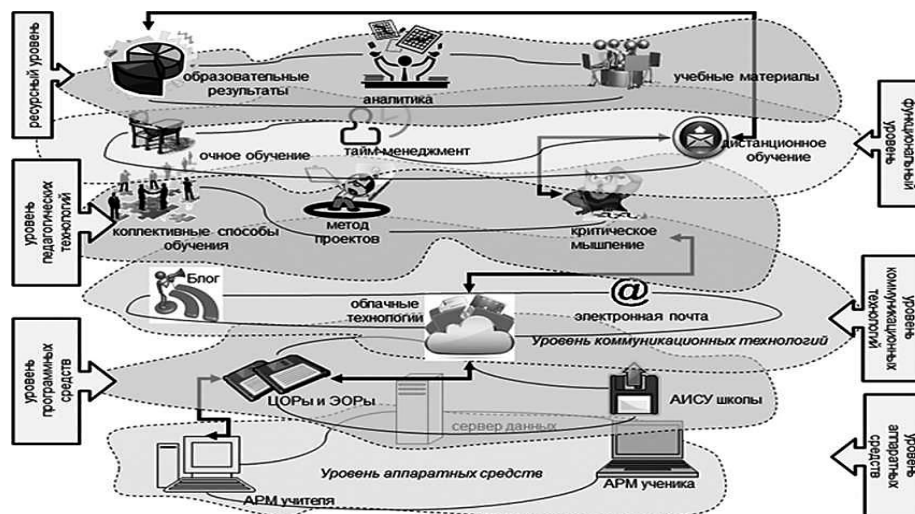 ресурсный уровень
образовательные
результаты
аналитика
учебные материалы
функциональный
уровень
очное обучение
тайм-менеджмент
дистанционное
обучение
уровень
педагогических
технологий
коллективные способы
обучения
метод
проектов
критическое
мышление
Блог
облачные
технологии
@
электронная почта
Уровень коммуникационных технологий
уровень
коммуникационных
технологий
уровень
программных
средств
ЦОРы и ЭОРы
сервер данных
АИСУ школы
Уровень аппаратных средств
АРМ учителя
АРМ ученика
уровень
аппаратных
средств